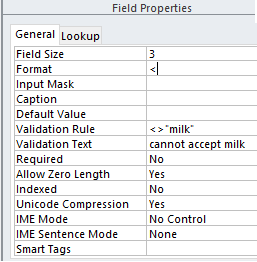 Field Properties
General Lookup
Field Size 3
Format <
Input Mask
Caption
Default Value
Validation Rule <>"milk"
Validation Text cannot accept milk
Required No
Allow Zero Length Yes
Indexed No
Unicode Compression Yes
IME Mode No Control
IME Sentence Mode None
Smart Tags